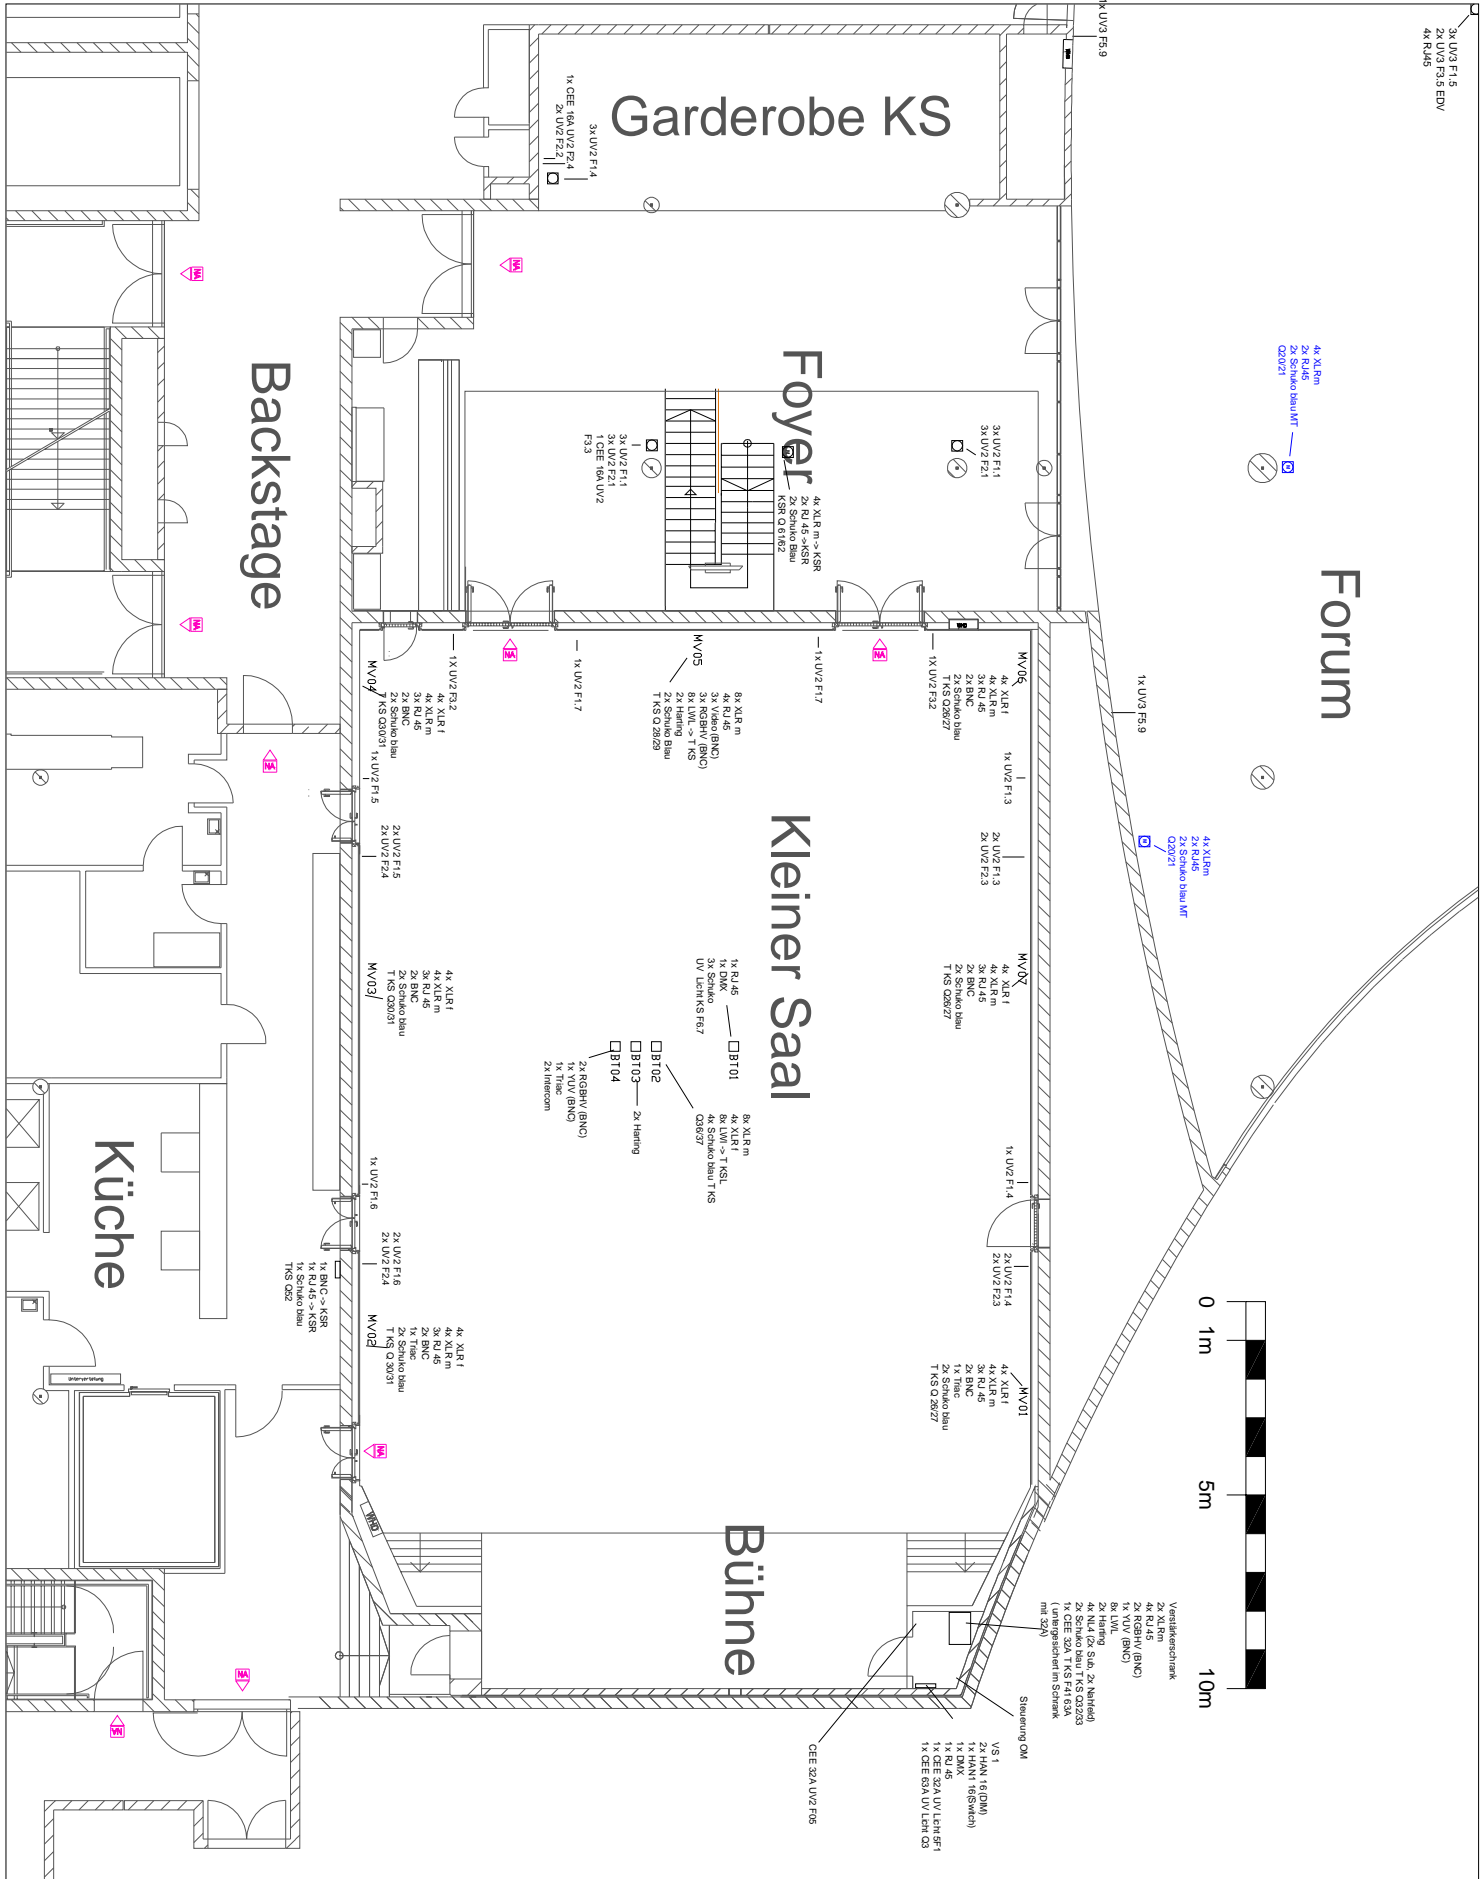 3x UV3 F1.5
2x UV3 F3.5 EDV
4x RJ45
1x UV3 F5.9
Garderobe KS
3x UV2 F1.4
1x CEE 16A UV2 F2.4
2x UV2 F2.2
NA
NA
4x XLRm
2x RJ45
2x Schuko blau MT
Q20/21
Forum
Foyer
Backstage
3x UV2 F1.1
3x UV2 F2.1
4x XLR m -> KSR
2x RJ 45 ->KSR
2x Schuko Blau
KSR Q 61/62
3x UV2 F1.1
3x UV2 F2.1
1 CEE 16A UV2
F3.3
NA
NA
NA
WHD
1x UV3 F5.9
MV06
4x XLR f
4x XLR m
3x RJ 45
2x BNC
2x Schuko blau
T KS Q26/27
1X UV2 F3.2
1x UV2 F1.7
MV05
8x XLR m
4x RJ 45
3x Video (BNC)
3x RGBHV (BNC)
8x LWL -> T KS
2x Harting
2x Schuko Blau
T KS Q 28/29
1x UV2 F1.7
1X UV2 F3.2
MV04
4x XLR f
4x XLR m
3x RJ 45
2x BNC
2x Schuko blau
T KS Q30/31
NA
1x UV2 F1.3
1x UV2 F1.5
2x UV2 F1.3
2x UV2 F2.3
2x UV2 F1.5
2x UV2 F2.4
4x XLRm
2x RJ45
2x Schuko blau MT
Q20/21
Kleiner Saal
MV07
4x XLR f
4x XLR m
3x RJ 45
2x BNC
2x Schuko blau
T KS Q26/27
1x RJ 45
1x DMX
3x Schuko
UV Licht KS F6.7
MV03
4x XLR f
4x XLR m
3x RJ 45
2x BNC
2x Schuko blau
T KS Q30/31
BT01
BT02
BT03
BT04
8x XLR m
4x XLR f
8x LWl -> T KSL
4x Schuko blau T KS
Q36/37
2x Harting
2x RGBHV (BNC)
1x YUV (BNC)
1x Triac
2x Intercom
1x UV2 F1.4
1x UV2 F1.6
Küche
2x UV2 F1.4
2x UV2 F2.3
2x UV2 F1.6
2x UV2 F2.4
1x BNC -> KSR
1x RJ 45 -> KSR
1x Schuko blau
TKS Q52
0 1m 5m 10m
MV01
4x XLR f
4x XLR m
3x RJ 45
2x BNC
1x Triac
2x Schuko blau
T KS Q 26/27
MV02
4x XLR f
4x XLR m
3x RJ 45
2x BNC
1x Triac
2x Schuko blau
T KS Q 30/31
Unterverteilung
NA
WHD
Bühne
Verstärkerschrank
2x XLRm
4x RJ 45
2x RGBHV (BNC)
1x YUV (BNC)
8x LWL
2x Harting
4x NL4 (2x Sub, 2x Nahfeld)
2x Schuko blau T KS Q32/33
1x CEE 32A T KS F41 63A
( untergesichert im Schrank
mit 32A)
Steuerung OM
VS 1
2x HAN 16 (DIM)
1x HAN1 16(Switch)
1x DMX
1x RJ 45
1x CEE 32A UV Licht 5F1
1x CEE 63A UV Licht Q3
CEE 32A UV2 F05
NA
NA